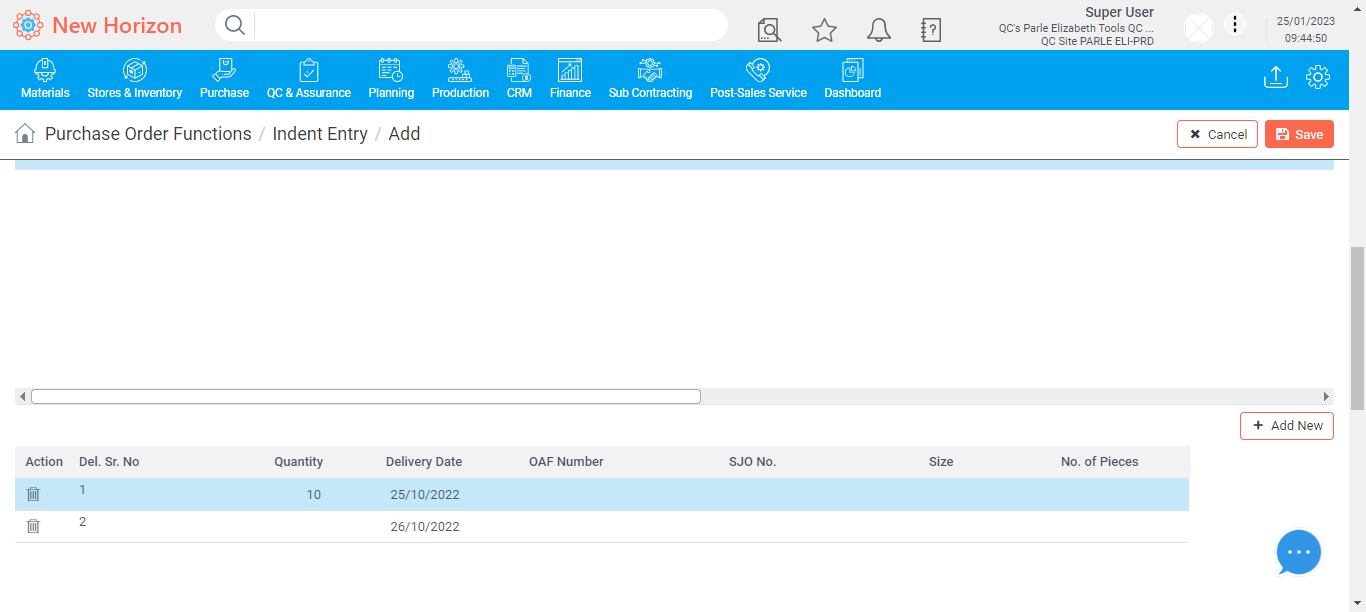 New Horizon
Super User
QC's Parle Elizabeth Tools QC ...
QC Site PARLE ELI-PRD
25/01/2023
09:44:50
Materials Stores & Inventory Purchase QC & Assurance Planning Production CRM Finance Sub Contracting Post-Sales Service Dashboard
Purchase Order Functions / Indent Entry / Add
Cancel Save
+ Add New
Action Del. Sr. No Quantity Delivery Date OAF Number SJO No. Size No. of Pieces
1 10 25/10/2022
2 26/10/2022